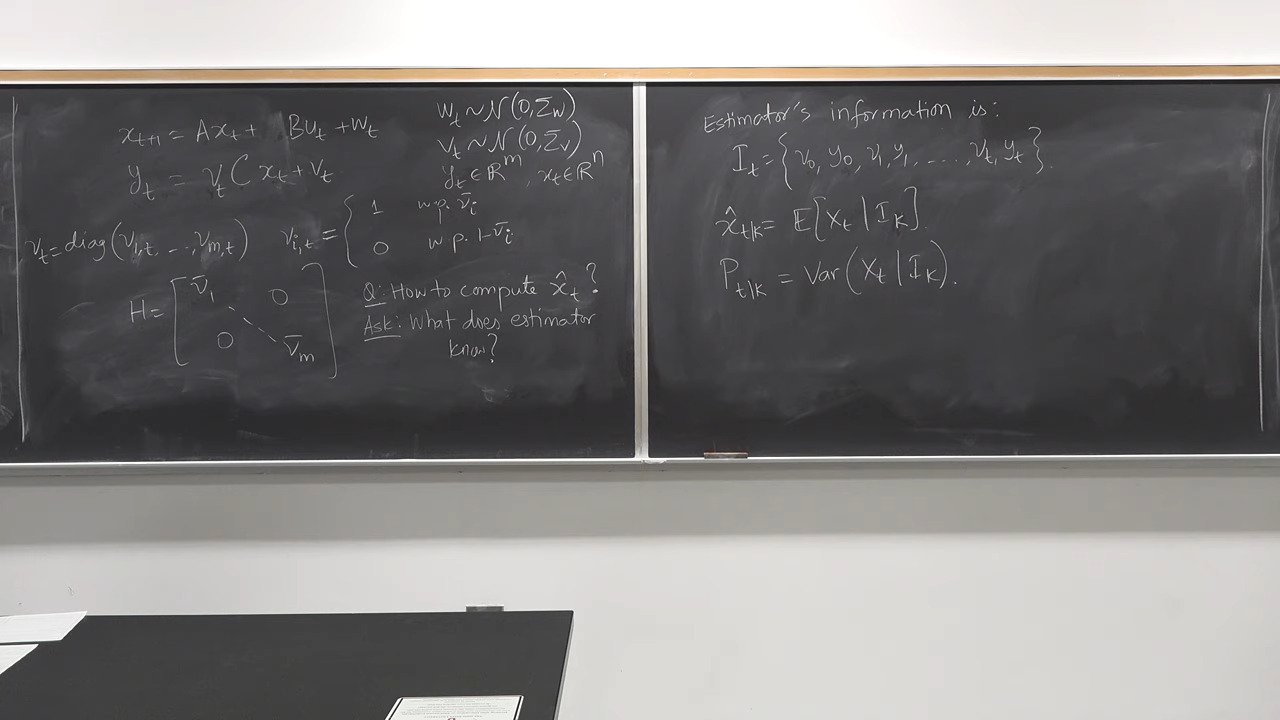 x_{t+1} = Ax_t + Bu_t + w_t
y_t = ν_t C x_t + v_t
w_t ~ N(0, Σ_w)
v_t ~ N(0, Σ_v)
y_t ∈ ℝ^m, x_t ∈ ℝ^n
ν_t = diag(ν_{1,t}, ..., ν_{m,t}) ν_{i,t} = { 1 w.p. ν̄_i
0 w.p. 1-ν̄_i
H = [ ν̄_1 0
0 ν̄_m ]
Q: How to compute x̂_t?
Ask: What does estimator
know?
Estimator's information is:
I_t = {ν_0, y_0, ν_1, y_1, ....., ν_t, y_t}.
x̂_{t|K} = E[X_t | I_K].
P_{t|K} = Var(X_t | I_K).